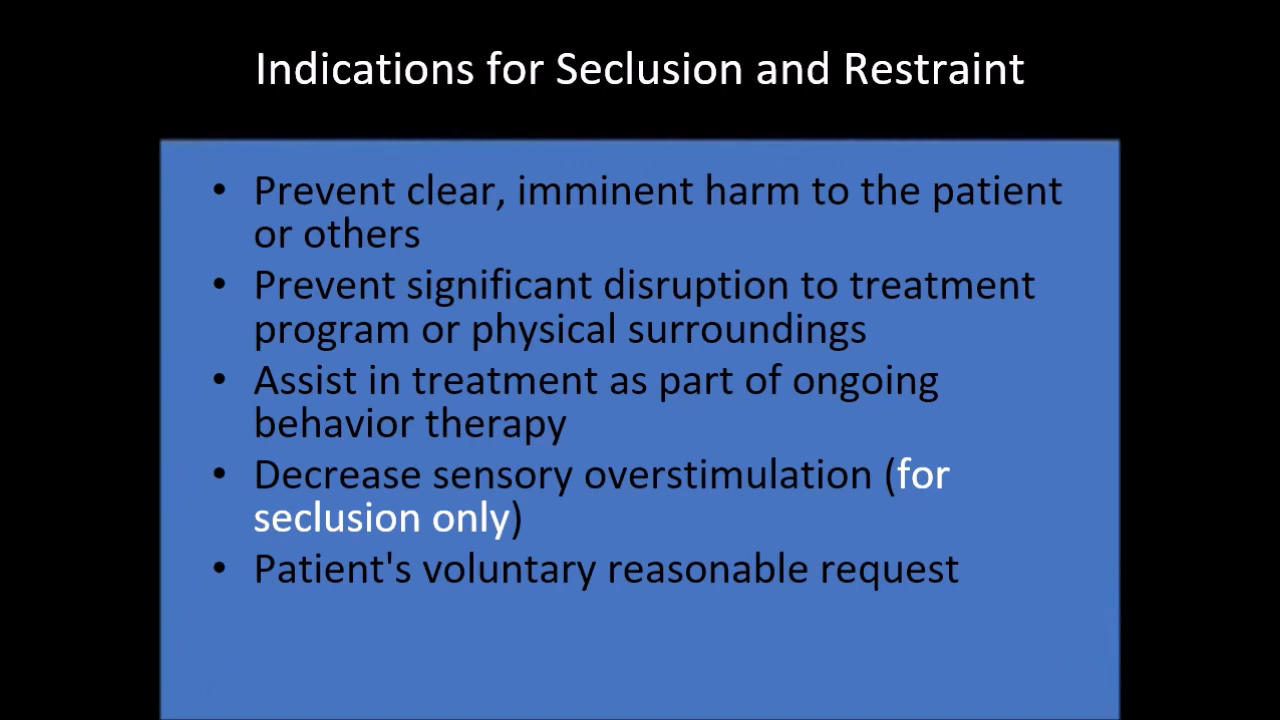 Indications for Seclusion and Restraint
• Prevent clear, imminent harm to the patient
or others
• Prevent significant disruption to treatment
program or physical surroundings
• Assist in treatment as part of ongoing
behavior therapy
• Decrease sensory overstimulation (for
seclusion only)
• Patient's voluntary reasonable request